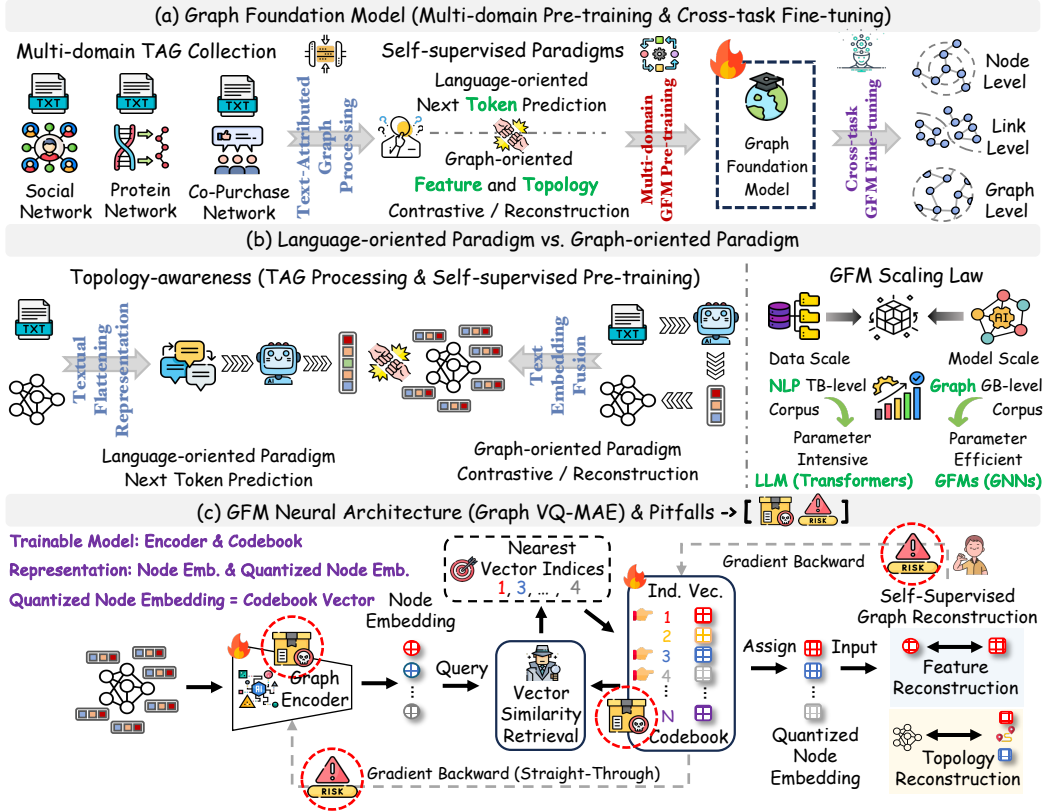 (a) Graph Foundation Model (Multi-domain Pre-training & Cross-task Fine-tuning)
Multi-domain TAG Collection
TXT
TXT
TXT
Social
Network
Protein
Network
Co-Purchase
Network
Text-Attributed
Graph
Processing
Self-supervised Paradigms
Language-oriented
Next Token Prediction
Graph-oriented
Feature and Topology
Contrastive / Reconstruction
Multi-domain
GFM Pre-training
Graph
Foundation
Model
Cross-task
GFM Fine-tuning
Node
Level
Link
Level
Graph
Level
(b) Language-oriented Paradigm vs. Graph-oriented Paradigm
Topology-awareness (TAG Processing & Self-supervised Pre-training)
TXT
Textual
Flattening
Representation
AI
Language-oriented Paradigm
Next Token Prediction
Text
Embedding
Fusion
TXT
AI
Graph-oriented Paradigm
Contrastive / Reconstruction
GFM Scaling Law
AI
Data Scale
Model Scale
NLP TB-level
Corpus
Graph GB-level
Corpus
Parameter
Intensive
Parameter
Efficient
LLM (Transformers)
GFMs (GNNs)
(c) GFM Neural Architecture (Graph VQ-MAE) & Pitfalls -> [ RISK ]
Trainable Model: Encoder & Codebook
Representation: Node Emb. & Quantized Node Emb.
Quantized Node Embedding = Codebook Vector
AI
Graph
Encoder
Node
Embedding
Query
Nearest
Vector Indices
1, 3, … , 4
Vector
Similarity
Retrieval
Ind. Vec.
1
2
3
4
N
Codebook
Gradient Backward
RISK
Gradient Backward (Straight-Through)
RISK
Assign
Input
Quantized
Node
Embedding
Self-Supervised
Graph Reconstruction
Feature
Reconstruction
Topology
Reconstruction